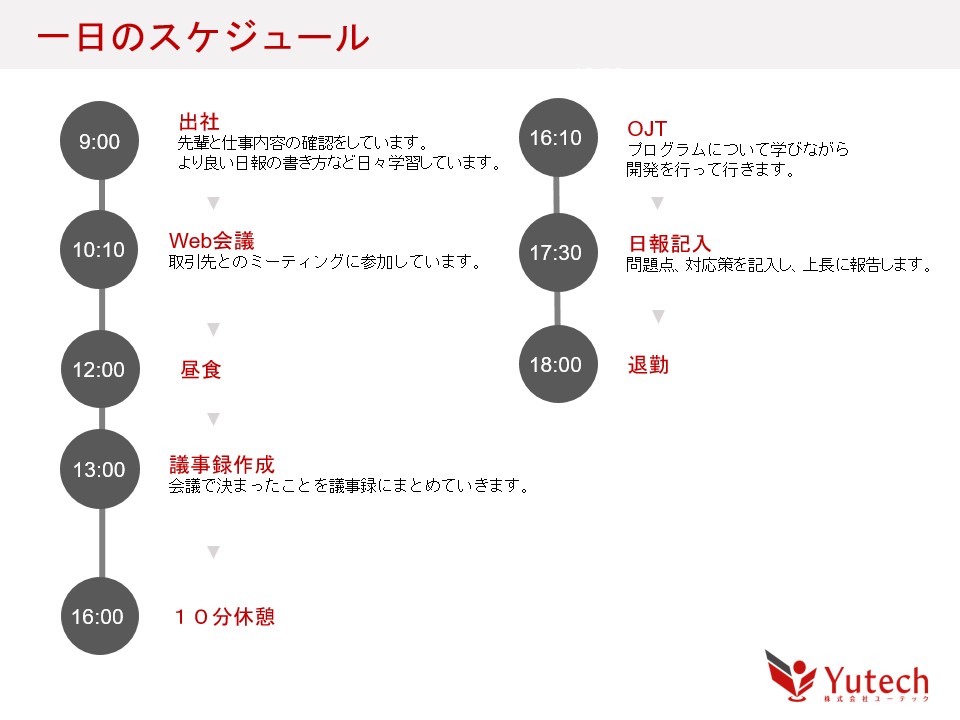 一日のスケジュール
9:00
出社
先輩と仕事内容の確認をしています。
より良い日報の書き方など日々学習しています。
10:10
Web会議
取引先とのミーティングに参加しています。
12:00
昼食
13:00
議事録作成
会議で決まったことを議事録にまとめていきます。
16:00
１０分休憩
16:10
OJT
プログラムについて学びながら
開発を行って行きます。
17:30
日報記入
問題点、対応策を記入し、上長に報告します。
18:00
退勤
Yutech
株式会社ユーテック